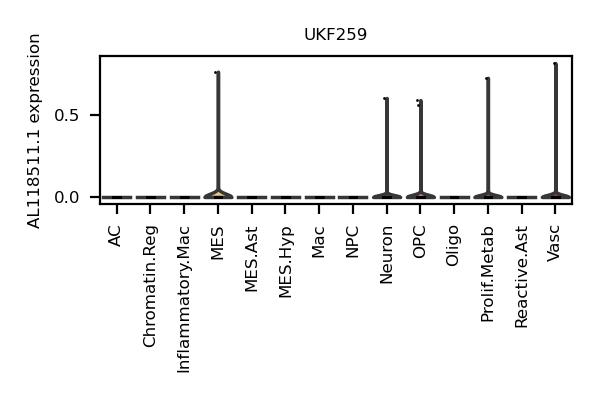 UKF259
AL118511.1 expression
0.5
0.0
AC
Chromatin.Reg
Inflammatory.Mac
MES
MES.Ast
MES.Hyp
Mac
NPC
Neuron
OPC
Oligo
Prolif.Metab
Reactive.Ast
Vasc